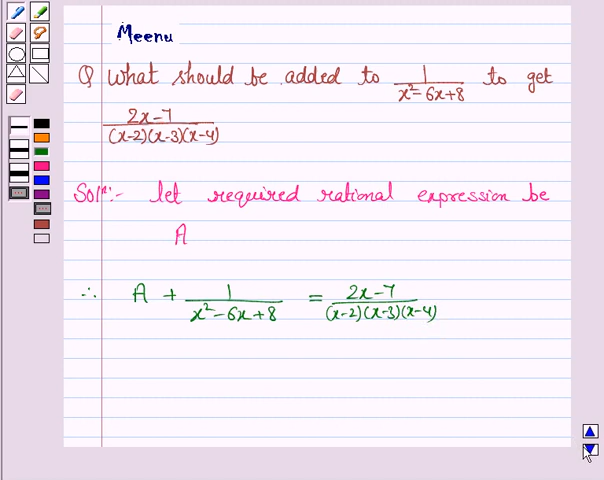 Meenu
Q What should be added to 1/(x²-6x+8) to get
(2x-7)/((x-2)(x-3)(x-4))
Solⁿ:- let required rational expression be
A
∴ A + 1/(x²-6x+8) = (2x-7)/((x-2)(x-3)(x-4))